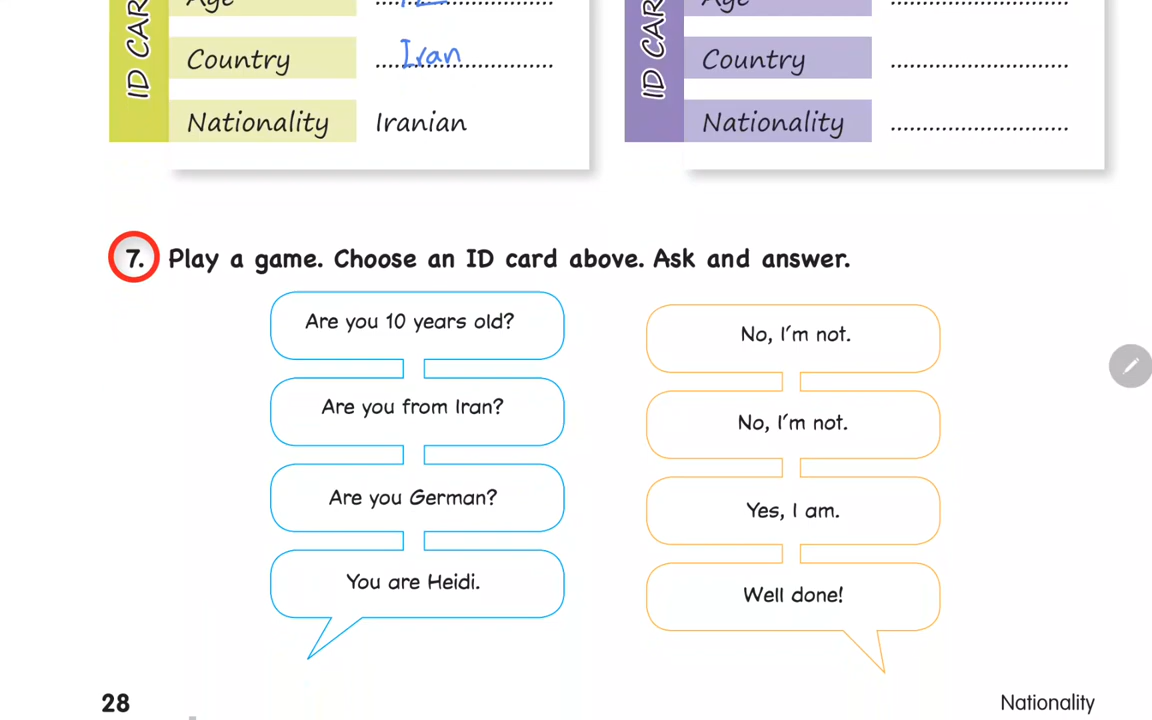 ID CAR
Country
Iran
Nationality
Iranian
ID CAR
Country
Nationality
7. Play a game. Choose an ID card above. Ask and answer.
Are you 10 years old?
No, I'm not.
Are you from Iran?
No, I'm not.
Are you German?
Yes, I am.
You are Heidi.
Well done!
28
Nationality